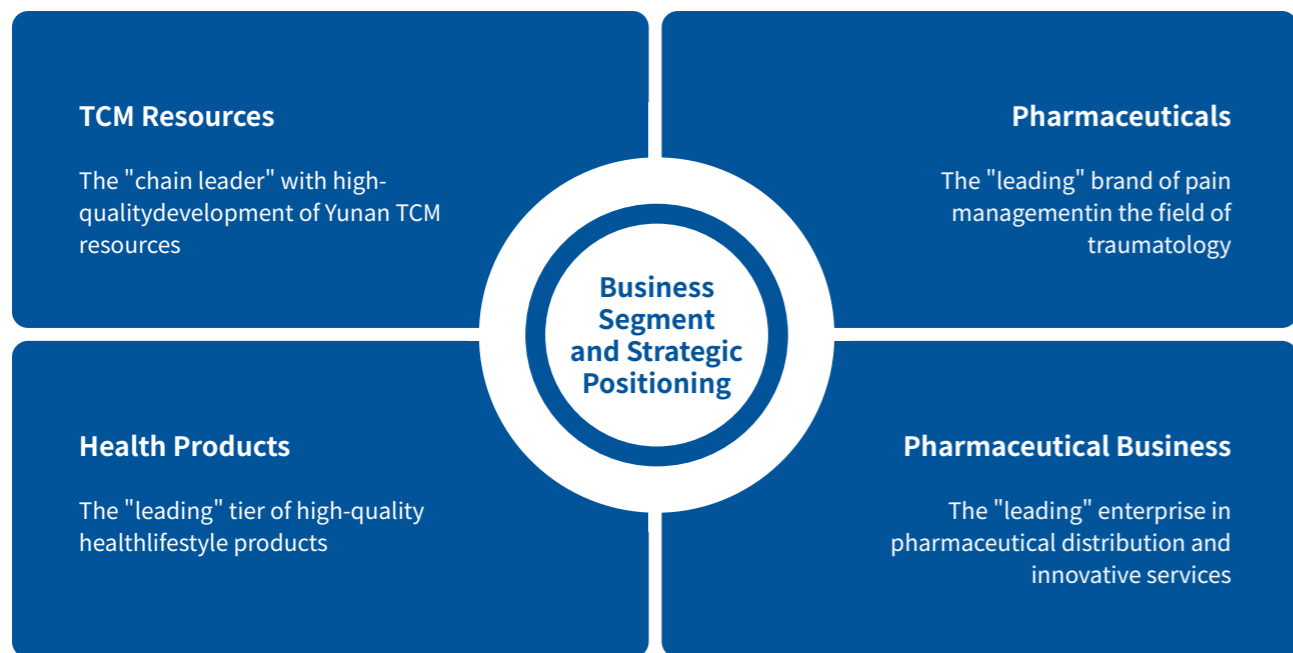 TCM Resources
The "chain leader" with high-
qualitydevelopment of Yunan TCM
resources
Pharmaceuticals
The "leading" brand of pain
managementin the field of
traumatology
Business
Segment
and Strategic
Positioning
Health Products
The "leading" tier of high-quality
healthlifestyle products
Pharmaceutical Business
The "leading" enterprise in
pharmaceutical distribution and
innovative services